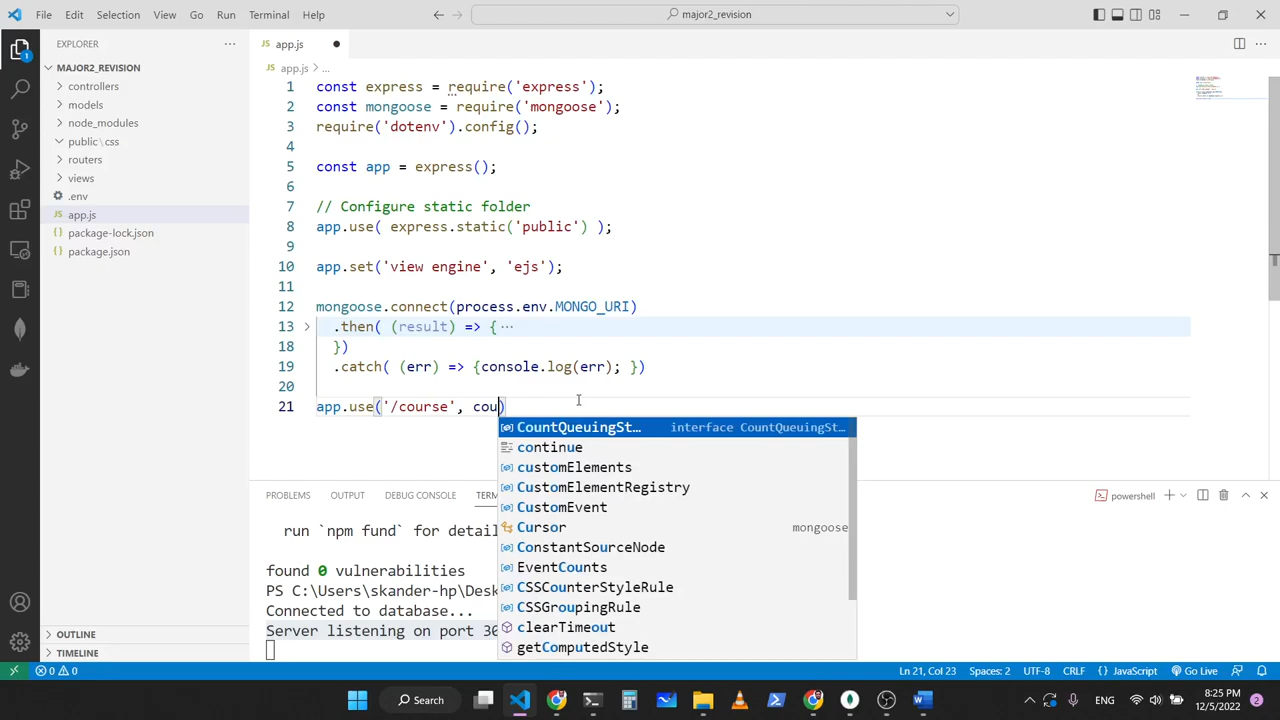 File Edit Selection View Go Run Terminal Help
major2_revision
EXPLORER
MAJOR2_REVISION
controllers
models
node_modules
public\css
routers
views
.env
JS app.js
{} package-lock.json
{} package.json
OUTLINE
TIMELINE
JS app.js
JS app.js > ...
1 const express = require('express');
2 const mongoose = require('mongoose');
3 require('dotenv').config();
4
5 const app = express();
6
7 // Configure static folder
8 app.use( express.static('public') );
9
10 app.set('view engine', 'ejs');
11
12 mongoose.connect(process.env.MONGO_URI)
13 .then( (result) => { ...
18 })
19 .catch( (err) => {console.log(err); })
20
21 app.use('/course', cou)
CountQueuingSt... interface CountQueuingSt...
continue
customElements
CustomElementRegistry
CustomEvent
Cursor mongoose
ConstantSourceNode
EventCounts
CSSCounterStyleRule
CSSGroupingRule
clearTimeout
getComputedStyle
PROBLEMS OUTPUT DEBUG CONSOLE TERM
powershell
run `npm fund` for detail
found 0 vulnerabilities
PS C:\Users\skander-hp\Desk
Connected to database...
Server listening on port 30
0 0 Ln 21, Col 23 Spaces: 2 UTF-8 CRLF {} JavaScript Go Live
Search
ENG
8:25 PM
12/5/2022
2